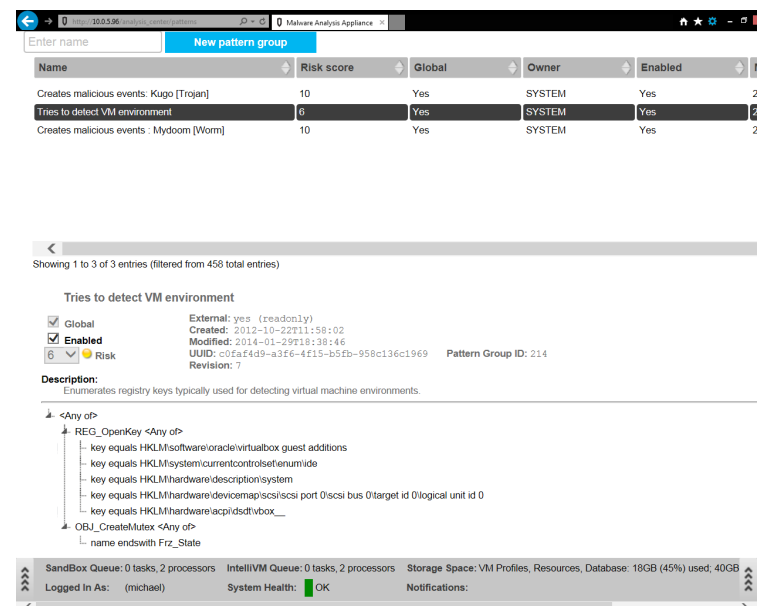 http://10.0.5.96/analysis_center/patterns Malware Analysis Appliance
Enter name New pattern group
Name Risk score Global Owner Enabled
Creates malicious events: Kugo [Trojan] 10 Yes SYSTEM Yes 2
Tries to detect VM environment 6 Yes SYSTEM Yes 2
Creates malicious events : Mydoom [Worm] 10 Yes SYSTEM Yes 2
Showing 1 to 3 of 3 entries (filtered from 458 total entries)
Tries to detect VM environment
Global External: yes (readonly)
Created: 2012-10-22T11:58:02
Enabled Modified: 2014-01-29T18:38:46
6 Risk UUID: c0faf4d9-a3f6-4f15-b5fb-958c136c1969 Pattern Group ID: 214
Revision: 7
Description:
Enumerates registry keys typically used for detecting virtual machine environments.
<Any of>
REG_OpenKey <Any of>
key equals HKLM\software\oracle\virtualbox guest additions
key equals HKLM\system\currentcontrolset\enum\ide
key equals HKLM\hardware\description\system
key equals HKLM\hardware\devicemap\scsi\scsi port 0\scsi bus 0\target id 0\logical unit id 0
key equals HKLM\hardware\acpi\dsdt\vbox__
OBJ_CreateMutex <Any of>
name endswith Frz_State
SandBox Queue: 0 tasks, 2 processors IntelliVM Queue: 0 tasks, 2 processors Storage Space: VM Profiles, Resources, Database: 18GB (45%) used; 40GB
Logged In As: (michael) System Health: OK Notifications: